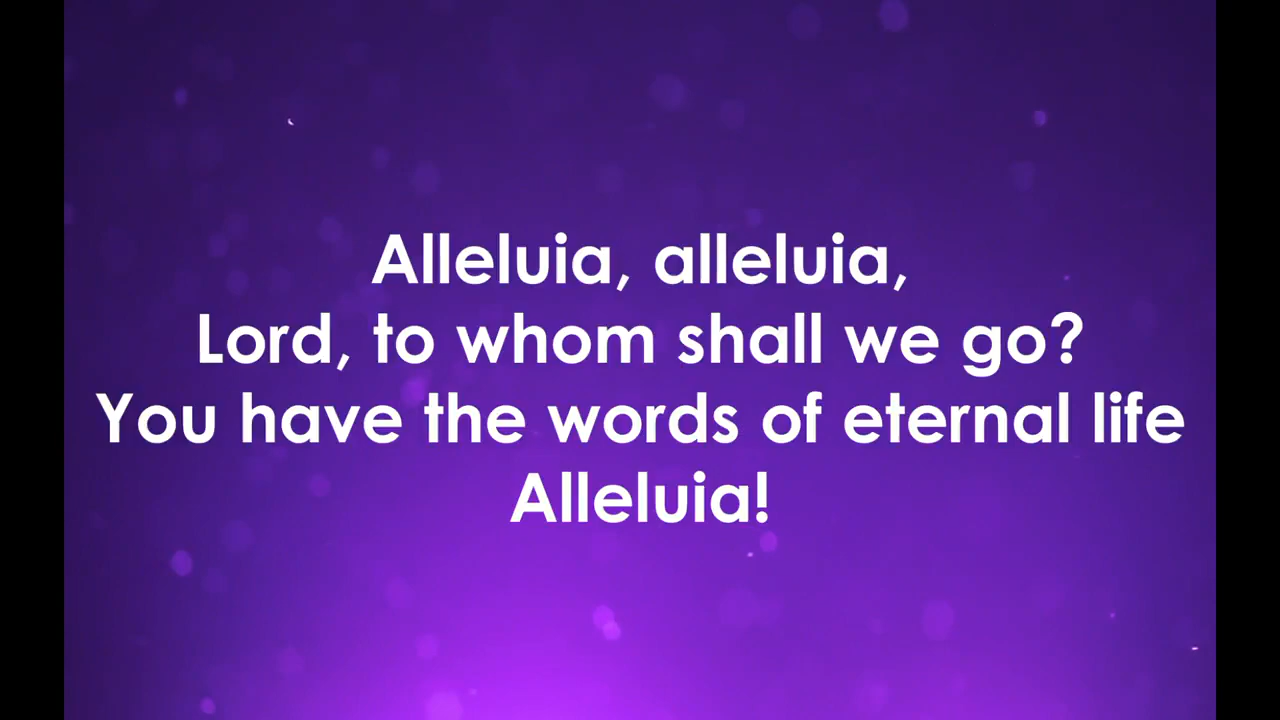 Alleluia, alleluia,
Lord, to whom shall we go?
You have the words of eternal life
Alleluia!